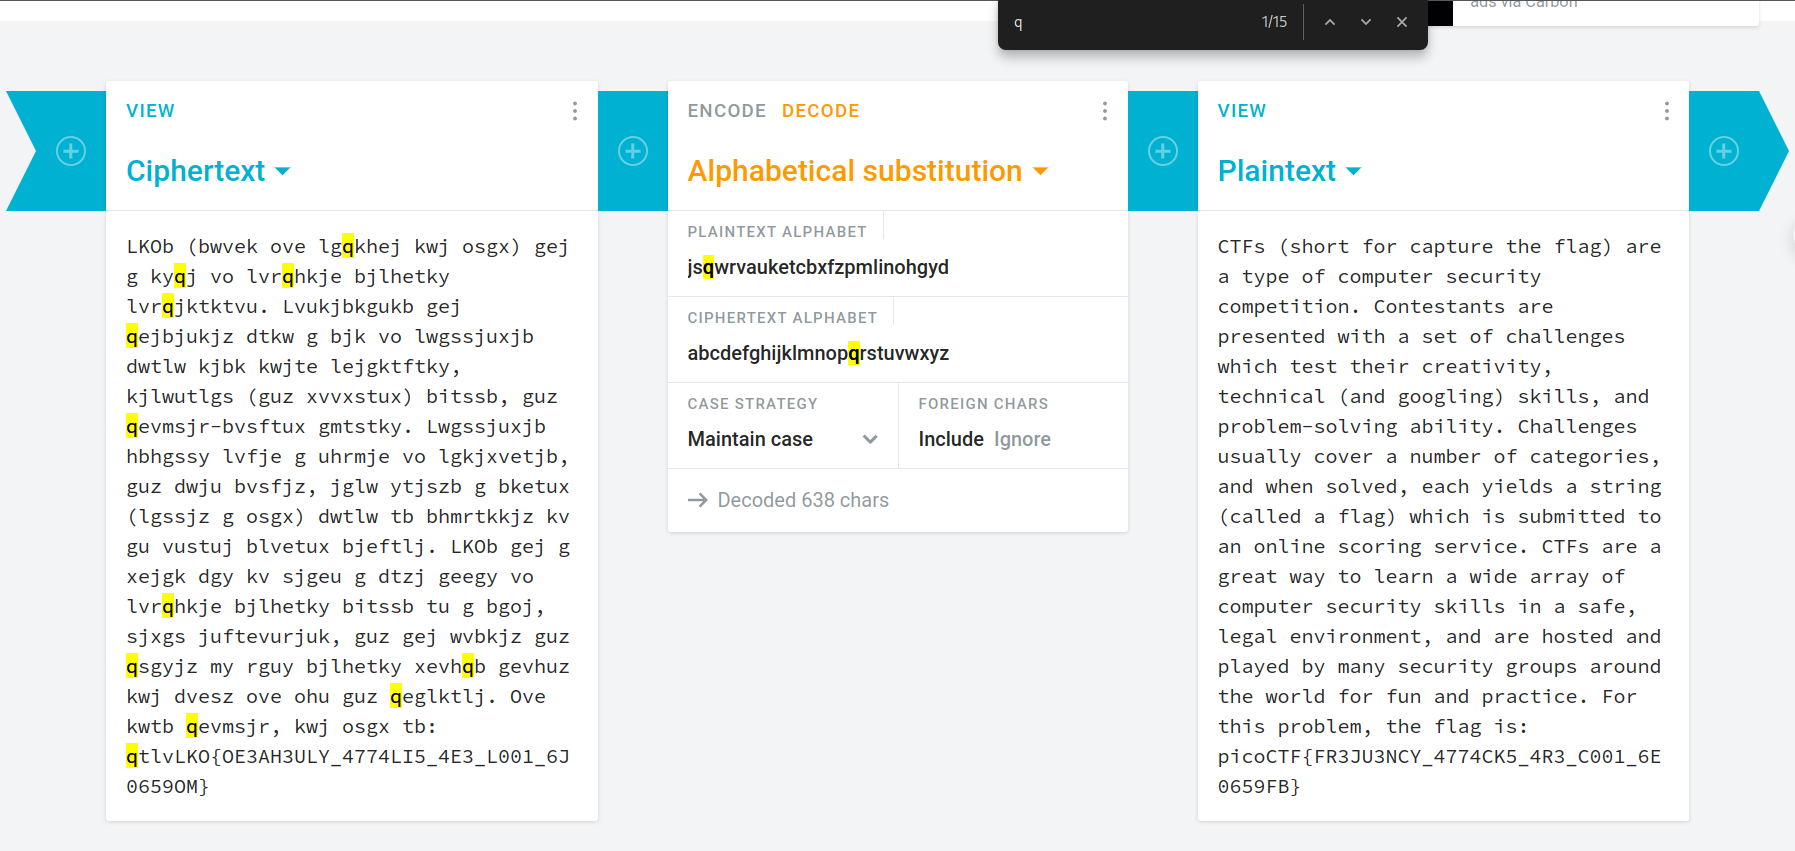 ads via Carbon
q 1/15
VIEW
Ciphertext
LKOb (bwvek ove lgqkhej kwj osgx) gej
g kyqj vo lvrqhkje bjlhetky
lvrqjktktvu. Lvukjbkgukb gej
qejbjukjz dtkw g bjk vo lwgssjuxjb
dwtlw kjbk kwjte lejgktftky,
kjlwutlgs (guz xvvxstux) bitssb, guz
qevmsjr-bvsftux gmtstky. Lwgssjuxjb
hbhgssy lvfje g uhrmje vo lgkjxvetjb,
guz dwju bvsfjz, jglw ytjszb g bketux
(lgssjz g osgx) dwtlw tb bhmrtkkjz kv
gu vustuj blvetux bjeftlj. LKOb gej g
xejgk dgy kv sjgeu g dtzj geegy vo
lvrqhkje bjlhetky bitssb tu g bgoj,
sjxgs juftevurjuk, guz gej wvbkjz guz
qsgyjz my rguy bjlhetky xevhqb gevhuz
kwj dvesz ove ohu guz qeglktlj. Ove
kwtb qevmsjr, kwj osgx tb:
qtlvLKO{OE3AH3ULY_4774LI5_4E3_L001_6J
0659OM}
ENCODE DECODE
Alphabetical substitution
PLAINTEXT ALPHABET
jsqwrvauketcbxfzpmlinohgyd
CIPHERTEXT ALPHABET
abcdefghijklmnopqrstuvwxyz
CASE STRATEGY
Maintain case
FOREIGN CHARS
Include Ignore
→ Decoded 638 chars
VIEW
Plaintext
CTFs (short for capture the flag) are
a type of computer security
competition. Contestants are
presented with a set of challenges
which test their creativity,
technical (and googling) skills, and
problem-solving ability. Challenges
usually cover a number of categories,
and when solved, each yields a string
(called a flag) which is submitted to
an online scoring service. CTFs are a
great way to learn a wide array of
computer security skills in a safe,
legal environment, and are hosted and
played by many security groups around
the world for fun and practice. For
this problem, the flag is:
picoCTF{FR3JU3NCY_4774CK5_4R3_C001_6E
0659FB}